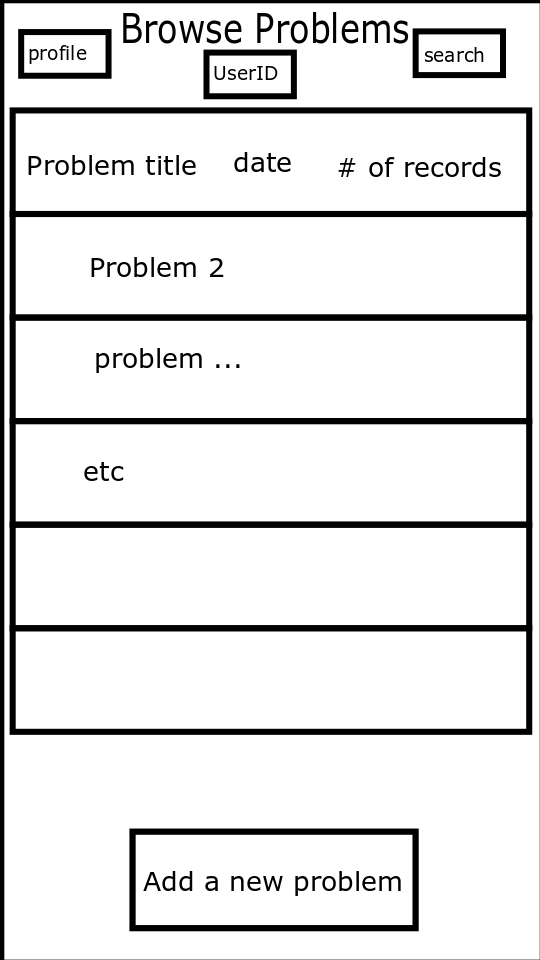 Browse Problems
profile
UserID
search
Problem title date # of records
Problem 2
problem ...
etc
Add a new problem